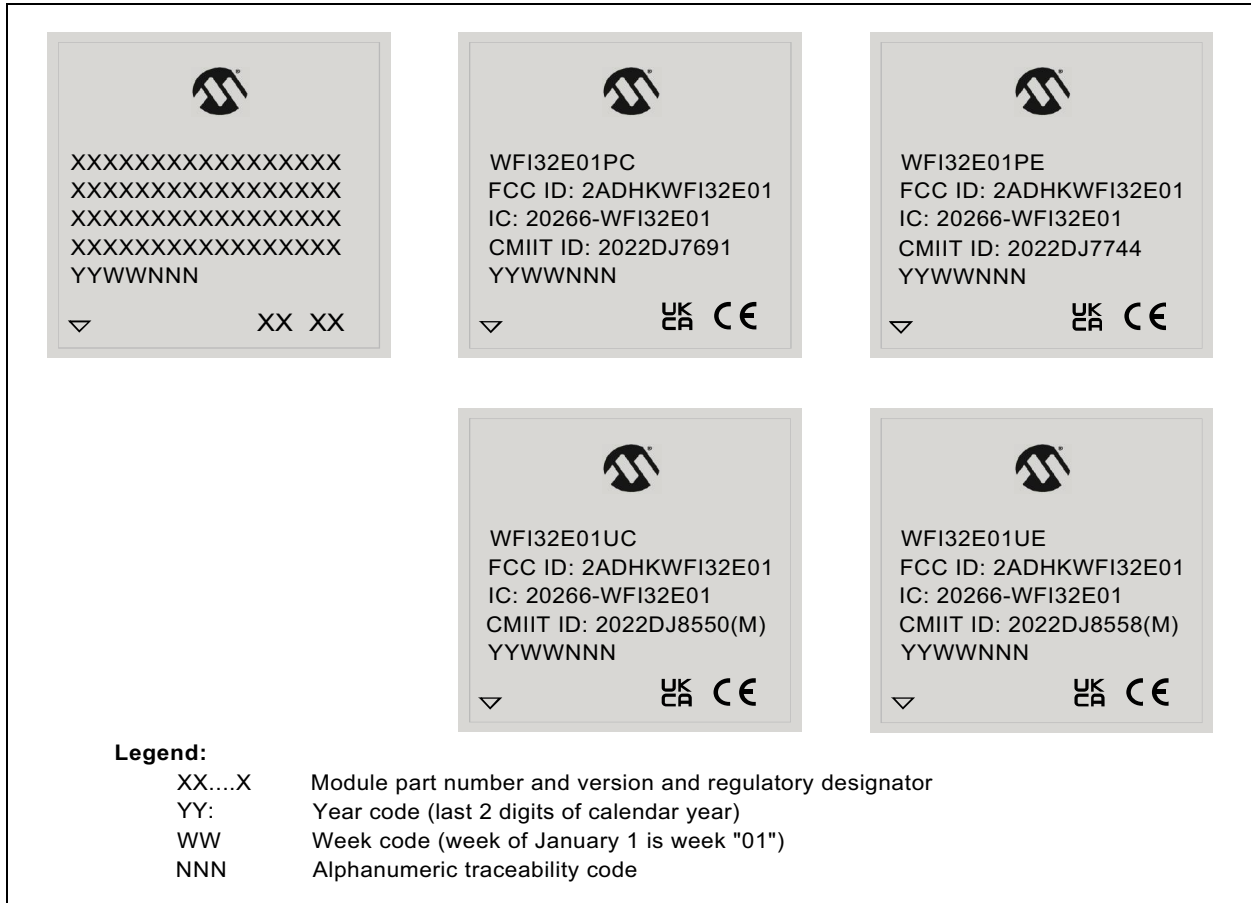 XXXXXXXXXXXXXXXXX
XXXXXXXXXXXXXXXXX
XXXXXXXXXXXXXXXXX
XXXXXXXXXXXXXXXXX
YYWWNNN
XX XX
WFI32E01PC
FCC ID: 2ADHKWFI32E01
IC: 20266-WFI32E01
CMIIT ID: 2022DJ7691
YYWWNNN
UK CA CE
WFI32E01PE
FCC ID: 2ADHKWFI32E01
IC: 20266-WFI32E01
CMIIT ID: 2022DJ7744
YYWWNNN
UK CA CE
WFI32E01UC
FCC ID: 2ADHKWFI32E01
IC: 20266-WFI32E01
CMIIT ID: 2022DJ8550(M)
YYWWNNN
UK CA CE
WFI32E01UE
FCC ID: 2ADHKWFI32E01
IC: 20266-WFI32E01
CMIIT ID: 2022DJ8558(M)
YYWWNNN
UK CA CE
Legend:
XX....X Module part number and version and regulatory designator
YY: Year code (last 2 digits of calendar year)
WW Week code (week of January 1 is week "01")
NNN Alphanumeric traceability code